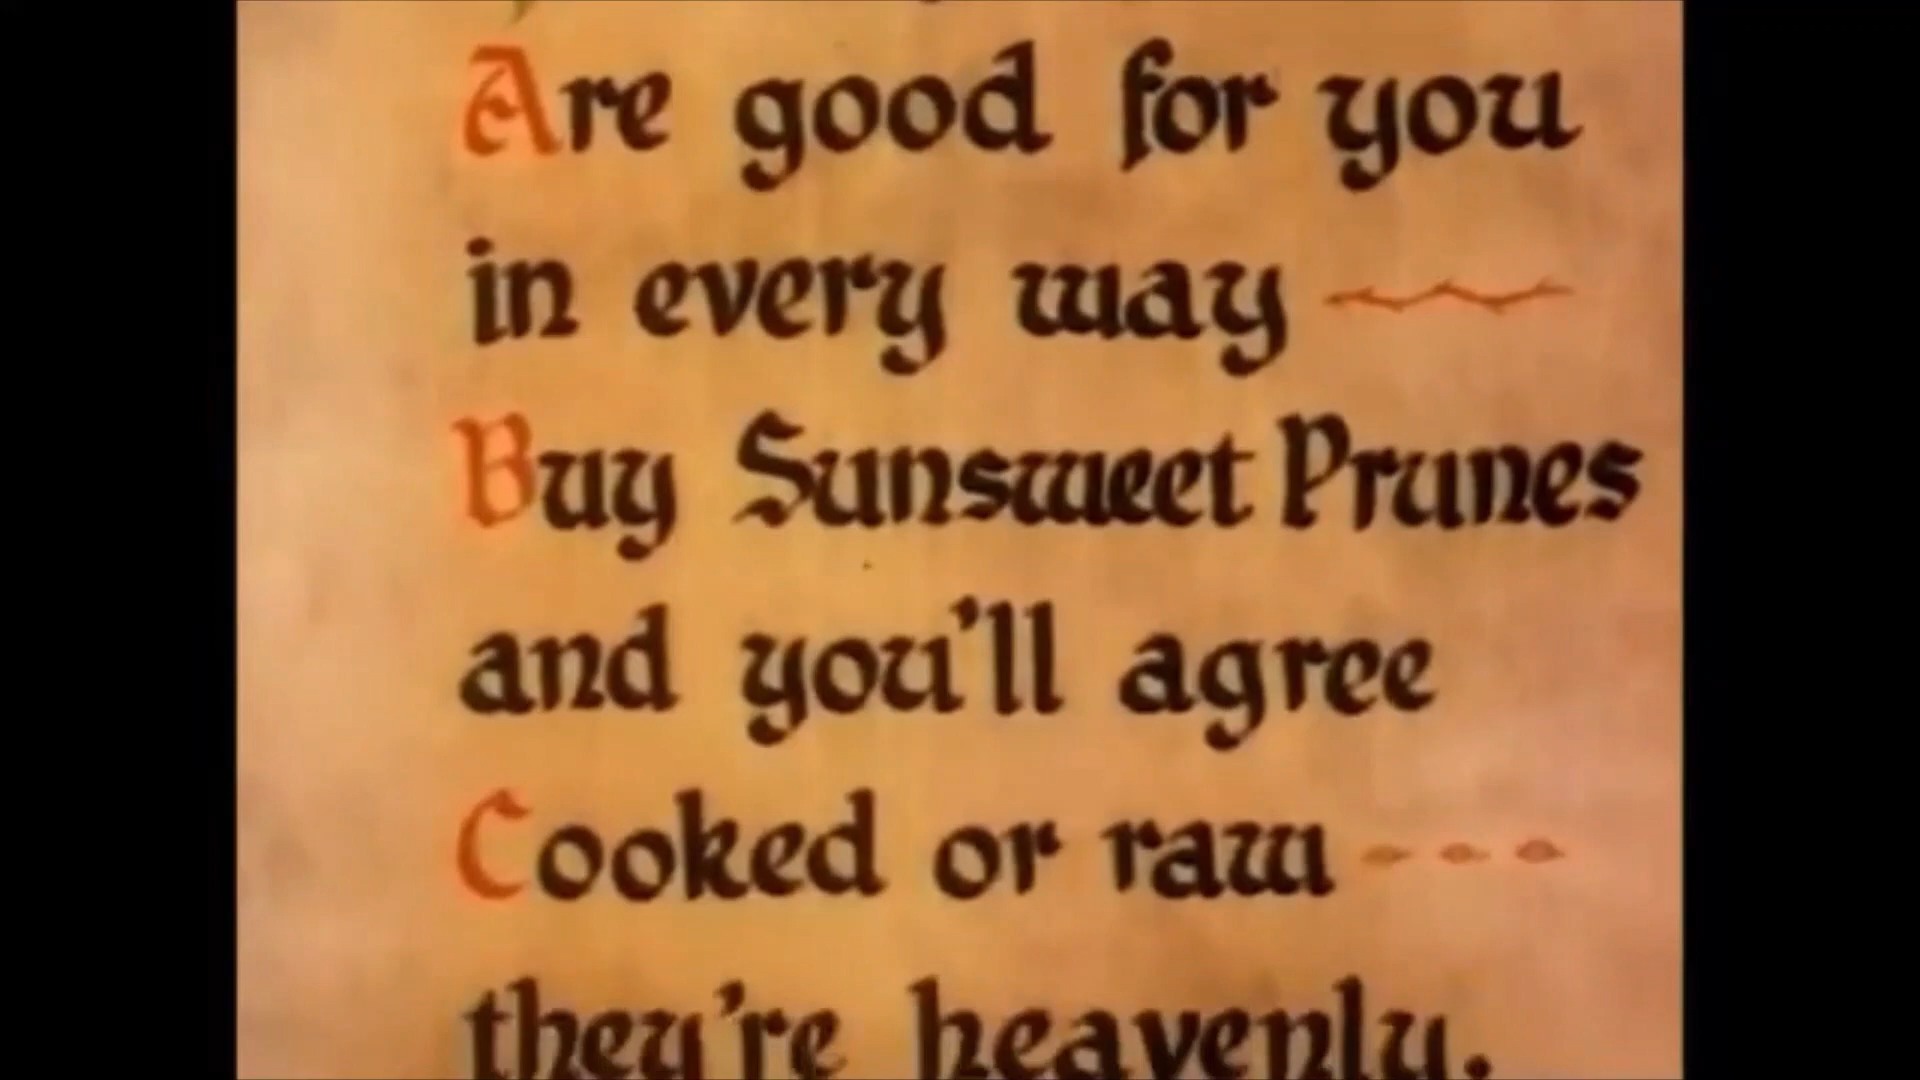 Are good for you
in every way
Buy Sunsweet Prunes
and you'll agree
Cooked or raw
they're heavenly.